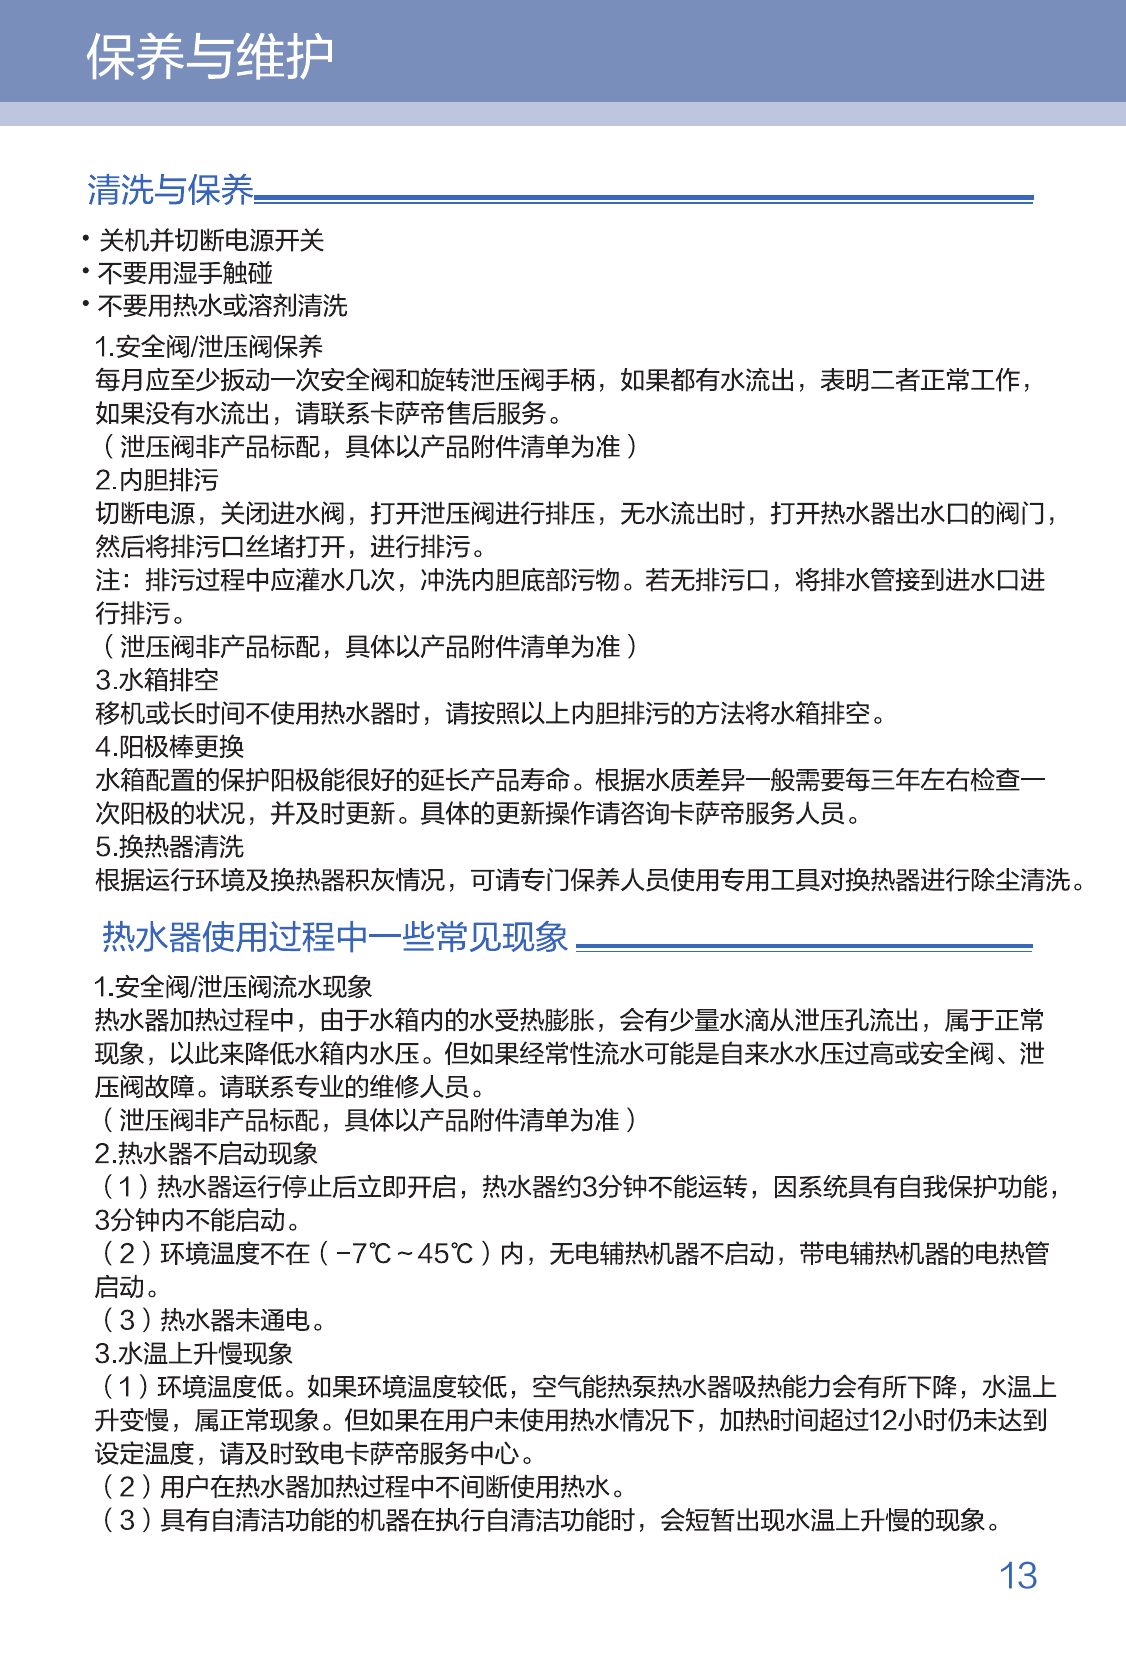 保养与维护
清洗与保养
·关机并切断电源开关
·不要用湿手触碰
·不要用热水或溶剂清洗
1.安全阀/泄压阀保养
每月应至少扳动一次安全阀和旋转泄压阀手柄，如果都有水流出，表明二者正常工作，
如果没有水流出，请联系卡萨帝售后服务。
（泄压阀非产品标配，具体以产品附件清单为准）
2.内胆排污
切断电源，关闭进水阀，打开泄压阀进行排压，无水流出时，打开热水器出水口的阀门，
然后将排污口丝堵打开，进行排污。
注：排污过程中应灌水几次，冲洗内胆底部污物。若无排污口，将排水管接到进水口进
行排污。
（泄压阀非产品标配，具体以产品附件清单为准）
3.水箱排空
移机或长时间不使用热水器时，请按照以上内胆排污的方法将水箱排空。
4.阳极棒更换
水箱配置的保护阳极能很好的延长产品寿命。根据水质差异一般需要每三年左右检查一
次阳极的状况，并及时更新。具体的更新操作请咨询卡萨帝服务人员。
5.换热器清洗
根据运行环境及换热器积灰情况，可请专门保养人员使用专用工具对换热器进行除尘清洗。
热水器使用过程中一些常见现象
1.安全阀/泄压阀流水现象
热水器加热过程中，由于水箱内的水受热膨胀，会有少量水滴从泄压孔流出，属于正常
现象，以此来降低水箱内水压。但如果经常性流水可能是自来水水压过高或安全阀、泄
压阀故障。请联系专业的维修人员。
（泄压阀非产品标配，具体以产品附件清单为准）
2.热水器不启动现象
（1）热水器运行停止后立即开启，热水器约3分钟不能运转，因系统具有自我保护功能，
3分钟内不能启动。
（2）环境温度不在（-7℃～45℃）内，无电辅热机器不启动，带电辅热机器的电热管
启动。
（3）热水器未通电。
3.水温上升慢现象
（1）环境温度低。如果环境温度较低，空气能热泵热水器吸热能力会有所下降，水温上
升变慢，属正常现象。但如果在用户未使用热水情况下，加热时间超过12小时仍未达到
设定温度，请及时致电卡萨帝服务中心。
（2）用户在热水器加热过程中不间断使用热水。
（3）具有自清洁功能的机器在执行自清洁功能时，会短暂出现水温上升慢的现象。
13